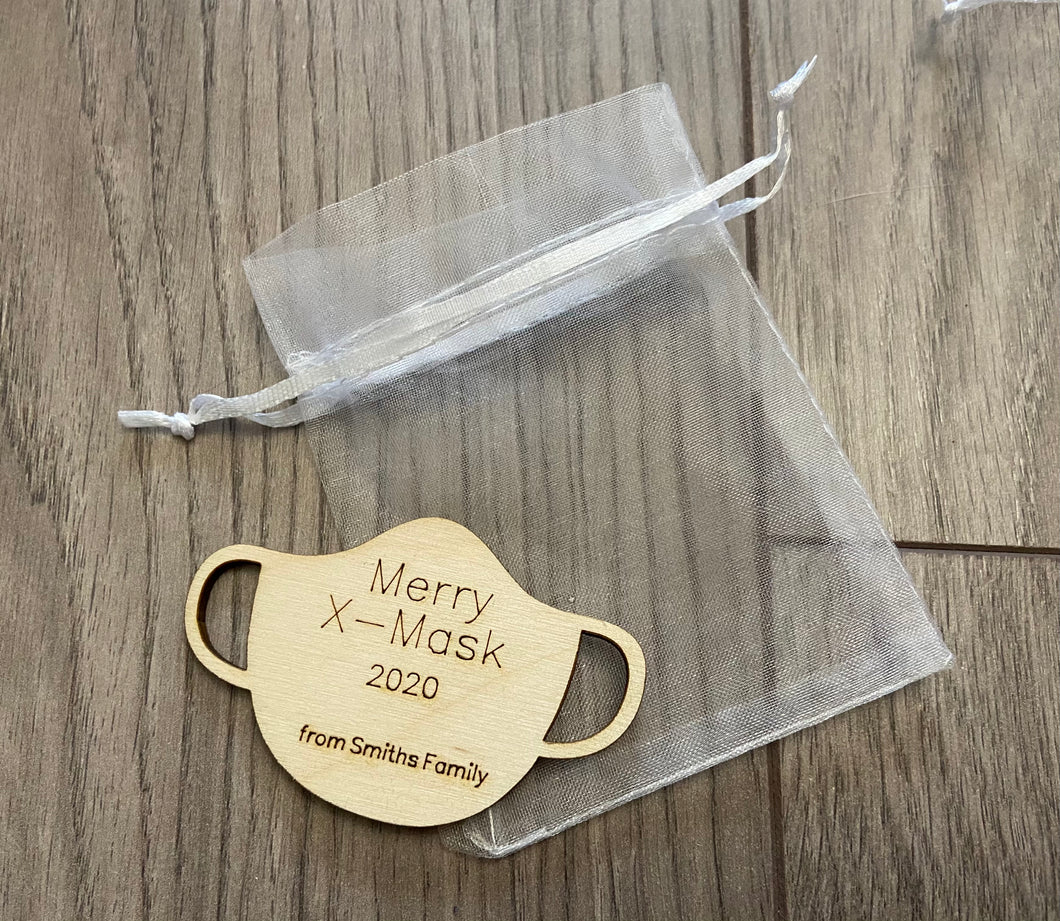 Merry
X-Mask
2020
from Smiths Family